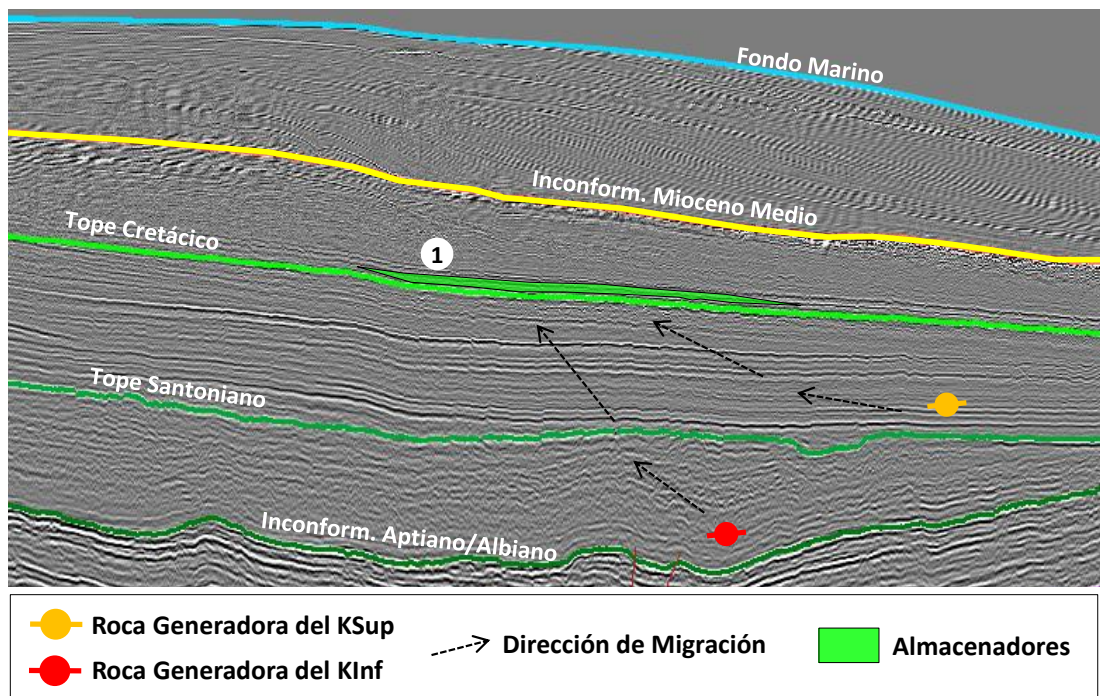 Fondo Marino
Inconform. Mioceno Medio
Tope Cretácico
1
Tope Santoniano
Inconform. Aptiano/Albiano
Roca Generadora del KSup
Dirección de Migración
Almacenadores
Roca Generadora del KInf